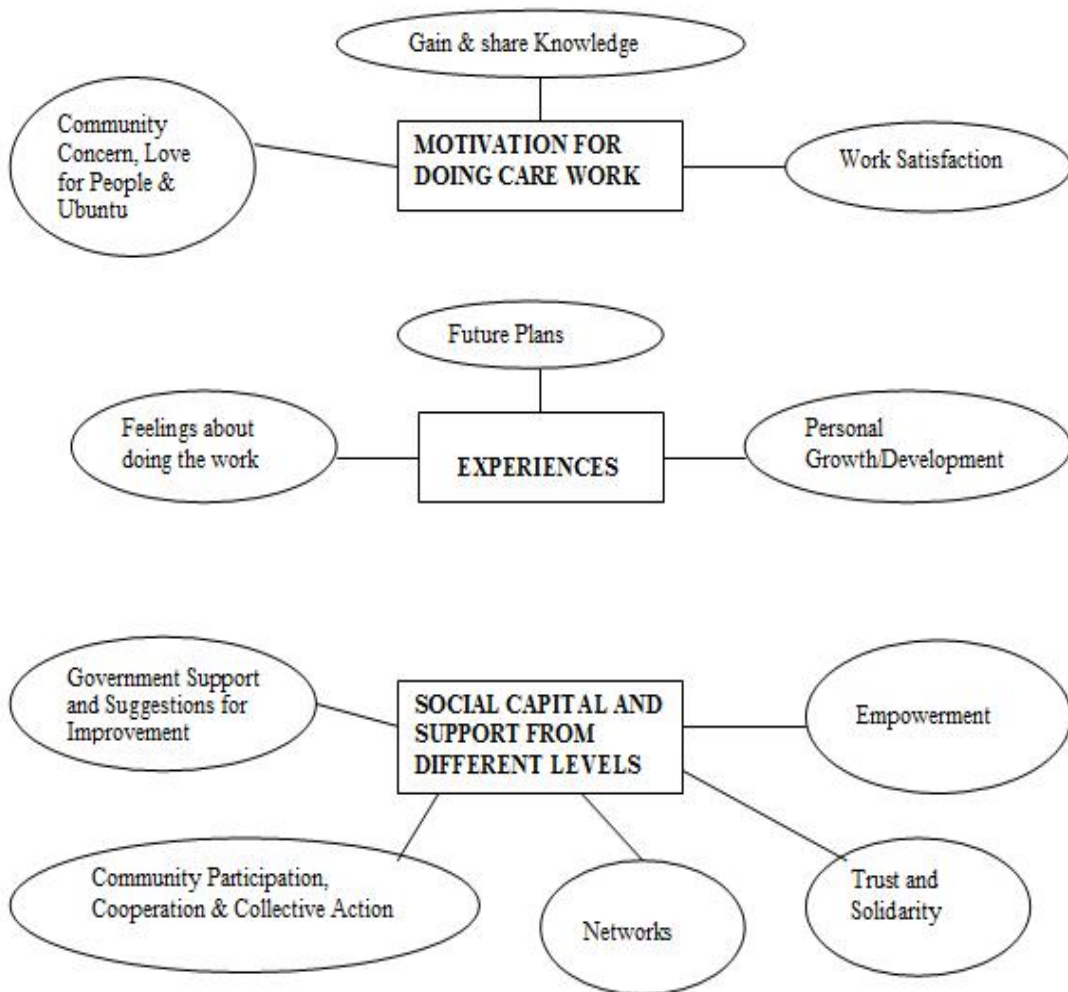 Gain & share Knowledge
Community
Concern, Love
for People &
Ubuntu
MOTIVATION FOR
DOING CARE WORK
Work Satisfaction
Future Plans
Feelings about
doing the work
EXPERIENCES
Personal
Growth/Development
Government Support
and Suggestions for
Improvement
SOCIAL CAPITAL AND
SUPPORT FROM
DIFFERENT LEVELS
Empowerment
Community Participation,
Cooperation & Collective Action
Networks
Trust and
Solidarity